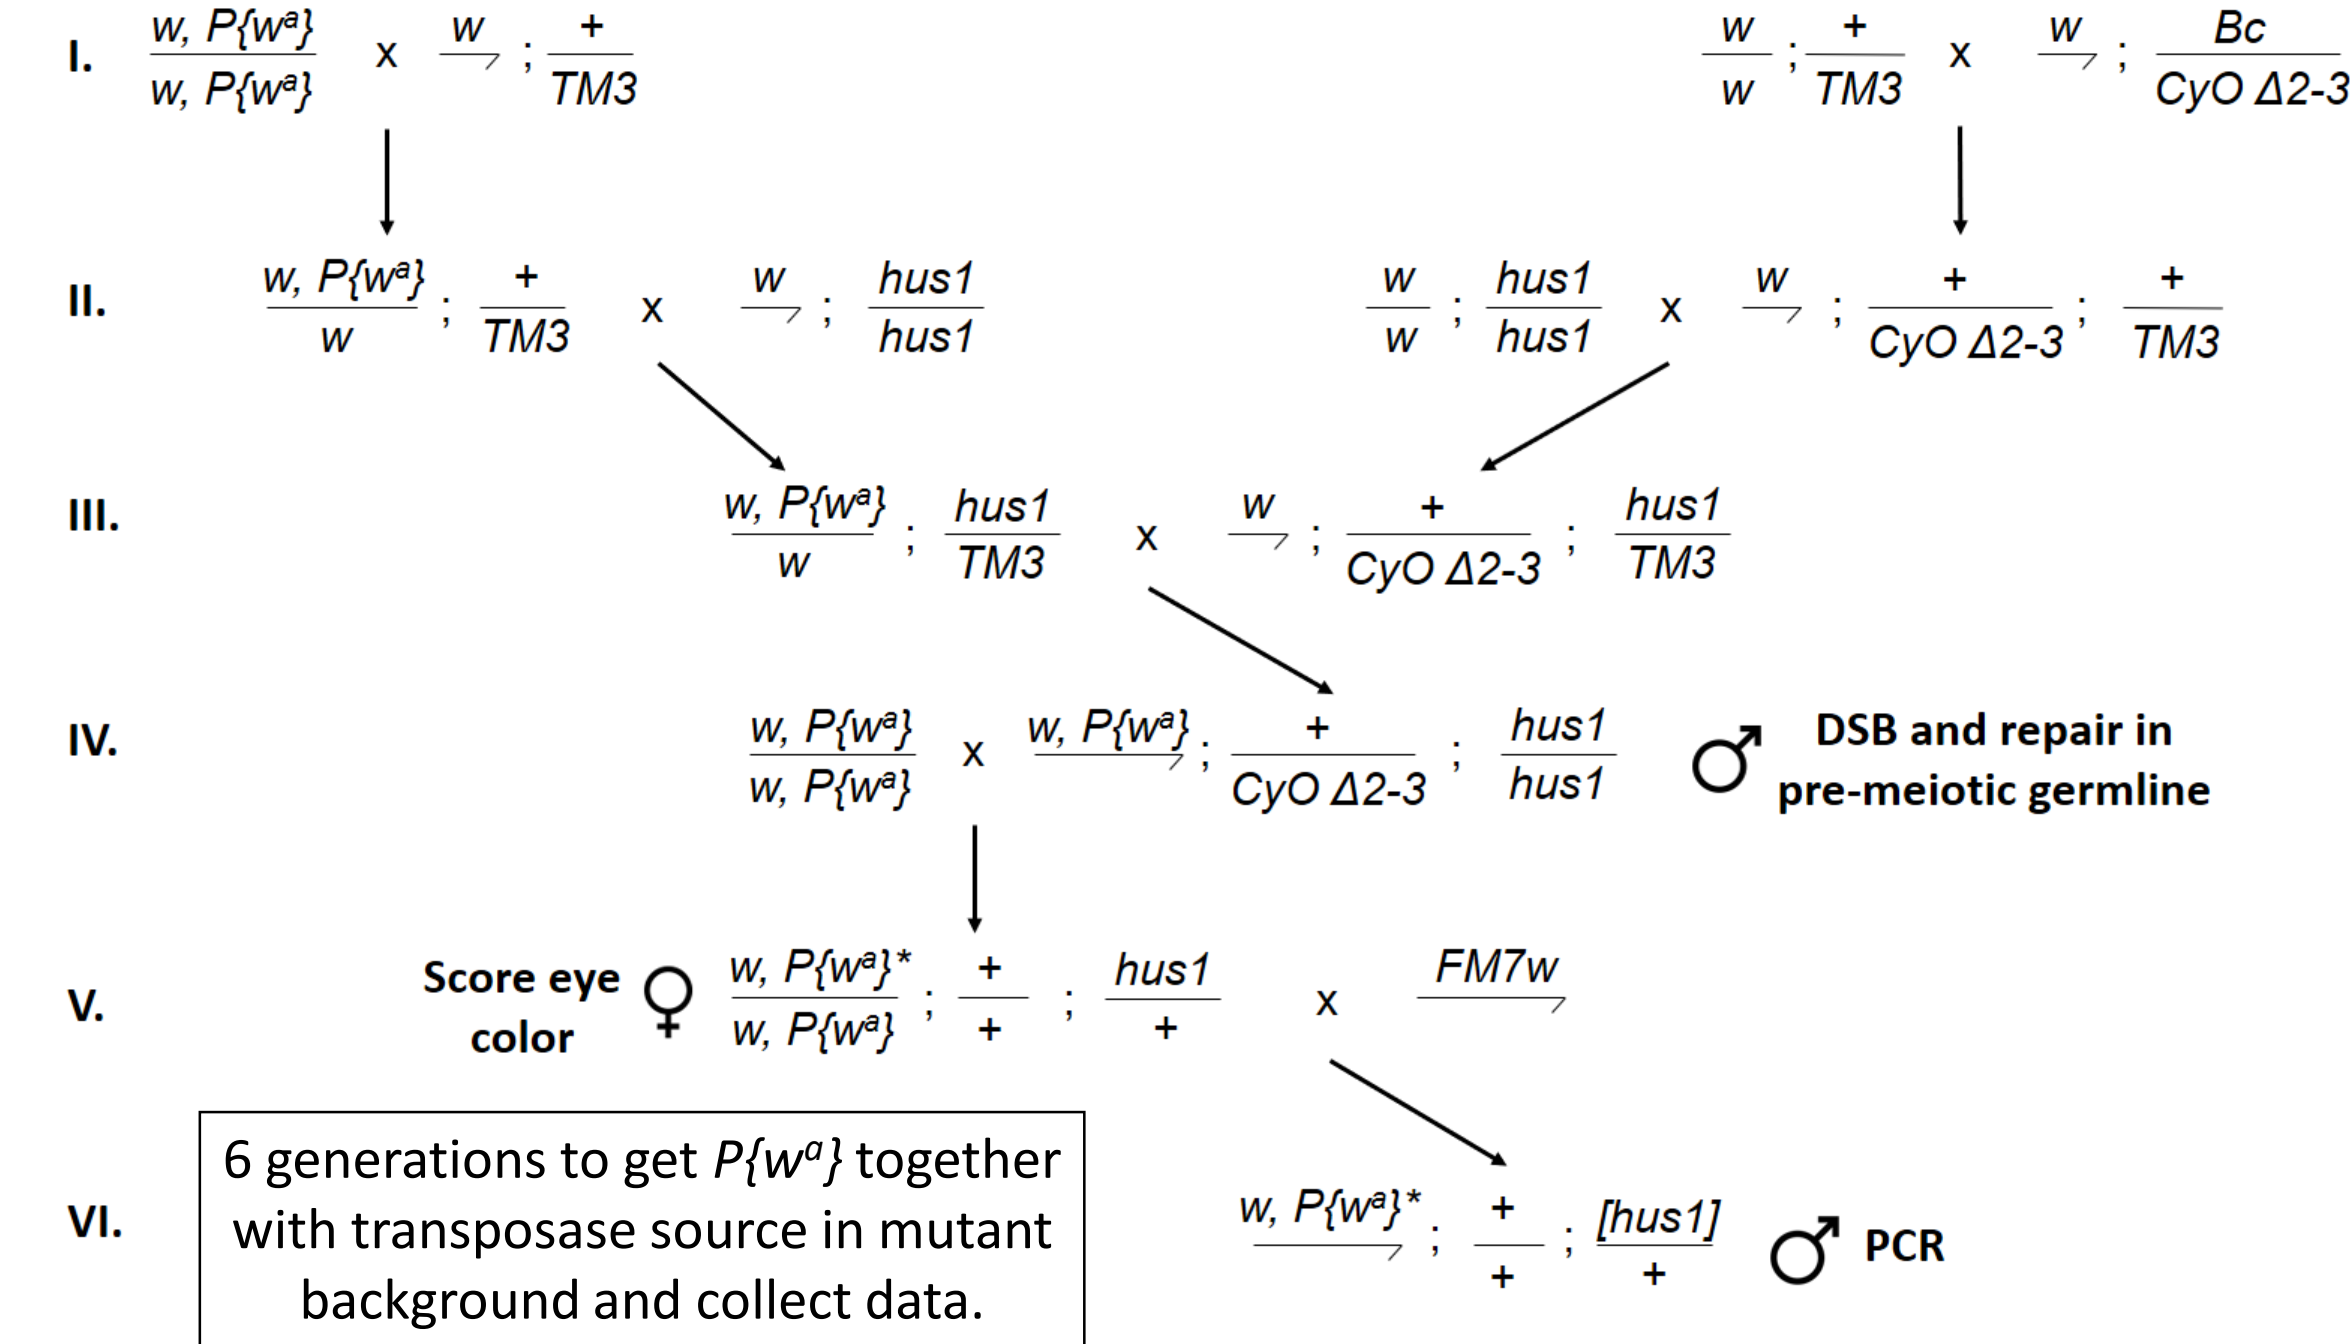 I. w, P{wᵃ} x w ; + w ; + x w ; Bc
w, P{wᵃ} TM3 w TM3 CyO Δ2-3
II. w, P{wᵃ} ; + x w ; hus1 w ; hus1 x w ; + ; +
w TM3 hus1 w hus1 CyO Δ2-3 TM3
III. w, P{wᵃ} ; hus1 x w ; + ; hus1
w TM3 CyO Δ2-3 TM3
IV. w, P{wᵃ} x w, P{wᵃ} ; + ; hus1 ♂ DSB and repair in
w, P{wᵃ} CyO Δ2-3 hus1 pre-meiotic germline
V. Score eye ♀ w, P{wᵃ}* ; + ; hus1 x FM7w
color w, P{wᵃ} + +
6 generations to get P{wᵃ} together
with transposase source in mutant
background and collect data.
VI. w, P{wᵃ}* ; + ; [hus1] ♂ PCR
+ +